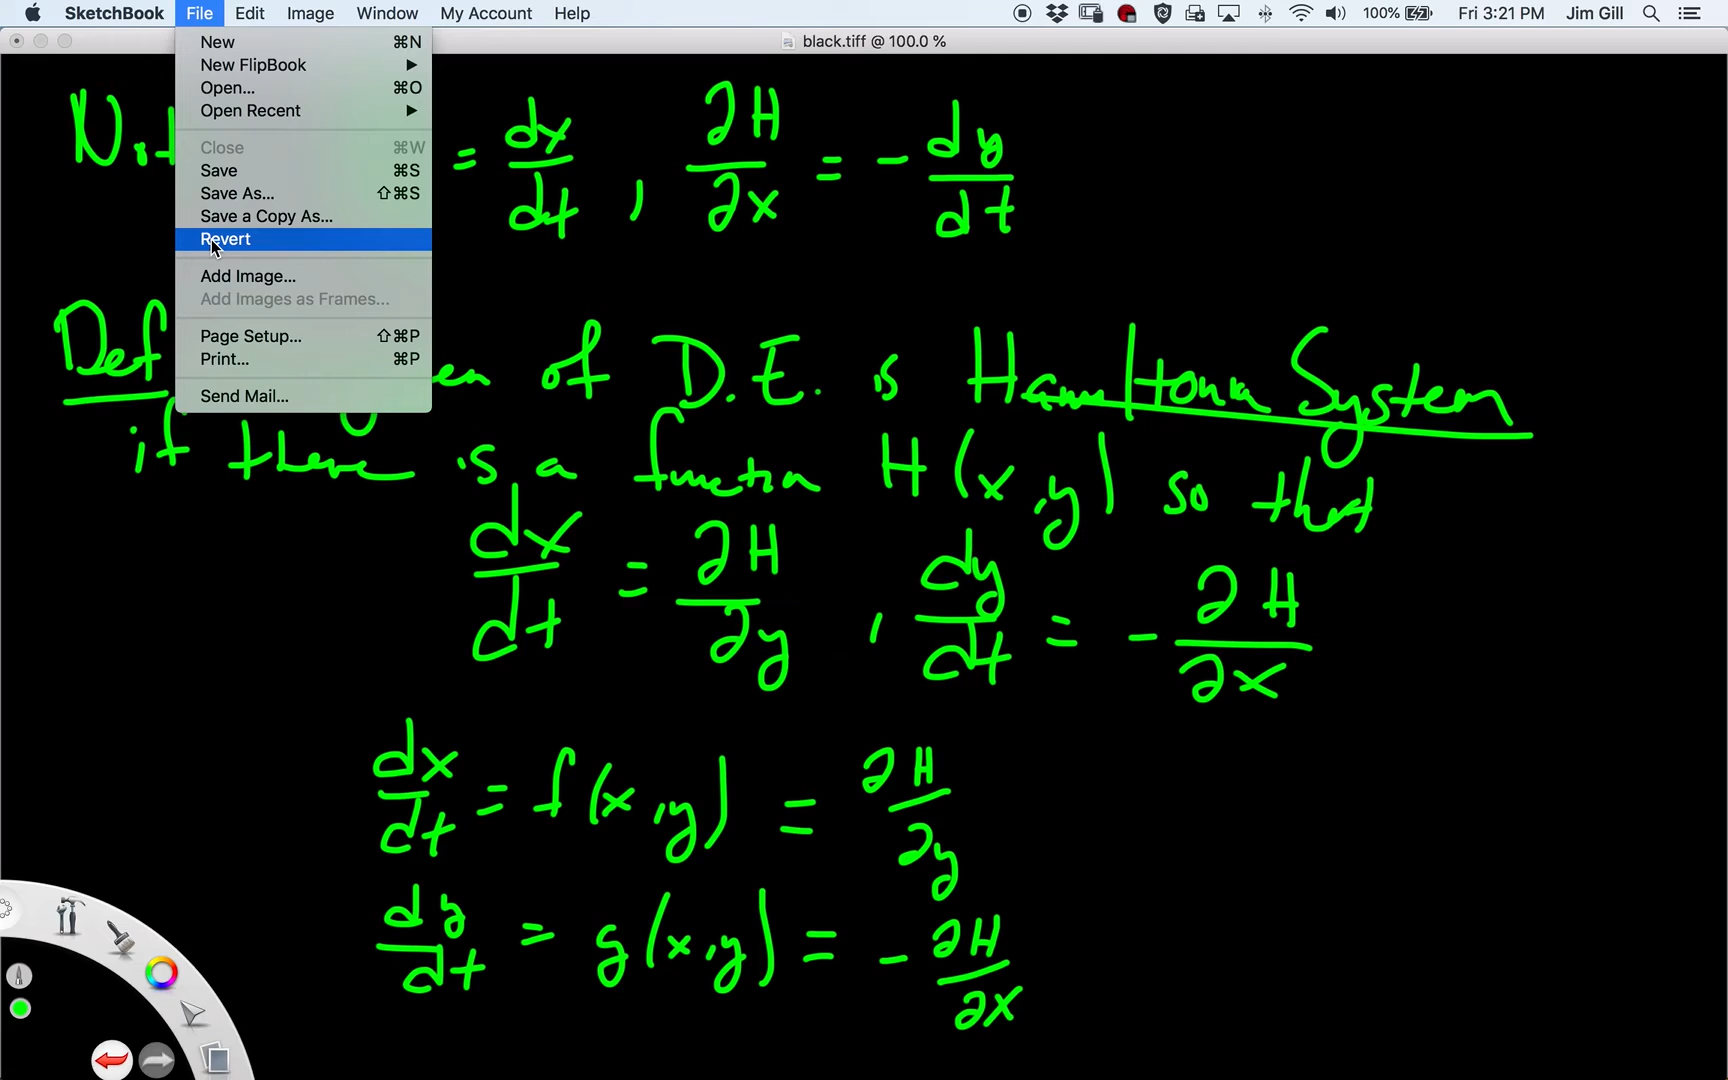 SketchBook File Edit Image Window My Account Help 100% Fri 3:21 PM Jim Gill
black.tiff @ 100.0 %
New ⌘N
New FlipBook ▶
Open... ⌘O
Open Recent ▶
Close ⌘W
Save ⌘S
Save As... ⇧⌘S
Save a Copy As...
Revert
Add Image...
Add Images as Frames...
Page Setup... ⇧⌘P
Print... ⌘P
Send Mail...
= dx/dt , ∂H/∂x = - dy/dt
Def of D.E. is Hamiltonian System
if there is a function H(x,y) so that
dx/dt = ∂H/∂y , dy/dt = - ∂H/∂x
dx/dt = f(x,y) = ∂H/∂y
dy/dt = g(x,y) = - ∂H/∂x